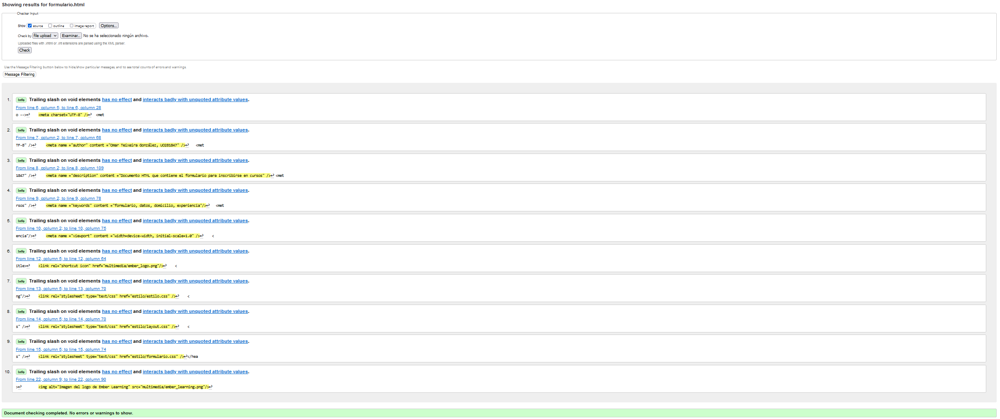 Showing results for formulario.html
Checker Input
Show source outline image report Options...
Check by file upload Examinar... No se ha seleccionado ningún archivo.
Uploaded files with .xhtml or .xht extensions are parsed using the XML parser.
Check
Use the Message Filtering button below to hide/show particular messages, and to see total counts of errors and warnings.
Message Filtering
1. Info Trailing slash on void elements has no effect and interacts badly with unquoted attribute values.
From line 6, column 5; to line 6, column 28
o -->↩ <meta charset="UTF-8" />↩ <met
2. Info Trailing slash on void elements has no effect and interacts badly with unquoted attribute values.
From line 7, column 2; to line 7, column 68
TF-8" />↩ <meta name ="author" content ="Omar Teixeira González, UO281847" />↩ <met
3. Info Trailing slash on void elements has no effect and interacts badly with unquoted attribute values.
From line 8, column 2; to line 8, column 109
1847" />↩ <meta name ="description" content ="Documento HTML que contiene el formulario para inscribirse en cursos" />↩ <met
4. Info Trailing slash on void elements has no effect and interacts badly with unquoted attribute values.
From line 9, column 2; to line 9, column 78
rsos" />↩ <meta name ="keywords" content ="formulario, datos, domicilio, experiencia"/>↩ <met
5. Info Trailing slash on void elements has no effect and interacts badly with unquoted attribute values.
From line 10, column 2; to line 10, column 75
encia"/>↩ <meta name ="viewport" content ="width=device-width, initial-scale=1.0" />↩ <
6. Info Trailing slash on void elements has no effect and interacts badly with unquoted attribute values.
From line 12, column 5; to line 12, column 64
itle>↩ <link rel="shortcut icon" href="multimedia/ember_logo.png"/>↩ <
7. Info Trailing slash on void elements has no effect and interacts badly with unquoted attribute values.
From line 13, column 5; to line 13, column 70
ng"/>↩ <link rel="stylesheet" type="text/css" href="estilo/estilo.css" />↩ <
8. Info Trailing slash on void elements has no effect and interacts badly with unquoted attribute values.
From line 14, column 5; to line 14, column 70
s" />↩ <link rel="stylesheet" type="text/css" href="estilo/layout.css" />↩ <
9. Info Trailing slash on void elements has no effect and interacts badly with unquoted attribute values.
From line 15, column 5; to line 15, column 74
s" />↩ <link rel="stylesheet" type="text/css" href="estilo/formulario.css" />↩</hea
10. Info Trailing slash on void elements has no effect and interacts badly with unquoted attribute values.
From line 22, column 9; to line 22, column 90
>↩ <img alt="Imagen del logo de Ember Learning" src="multimedia/ember_learning.png"/>↩
Document checking completed. No errors or warnings to show.